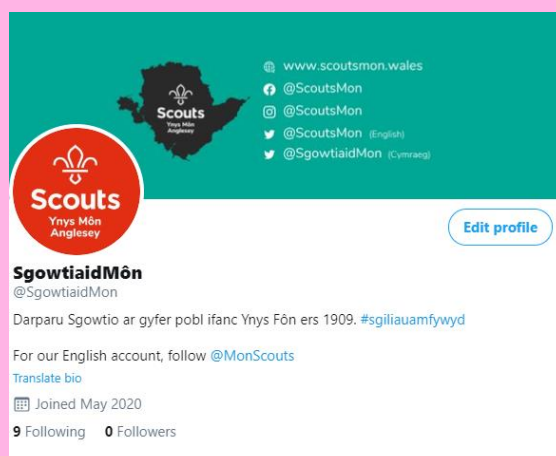 www.scoutsmon.wales
@ScoutsMon
@ScoutsMon
@ScoutsMon (English)
@SgowtiaidMon (Cymraeg)
Scouts
Ynys Môn
Anglesey
Scouts
Ynys Môn
Anglesey
Edit profile
SgowtiaidMôn
@SgowtiaidMon
Darparu Sgowtio ar gyfer pobl ifanc Ynys Fôn ers 1909. #sgiliauamfywyd
For our English account, follow @MonScouts
Translate bio
Joined May 2020
9 Following 0 Followers